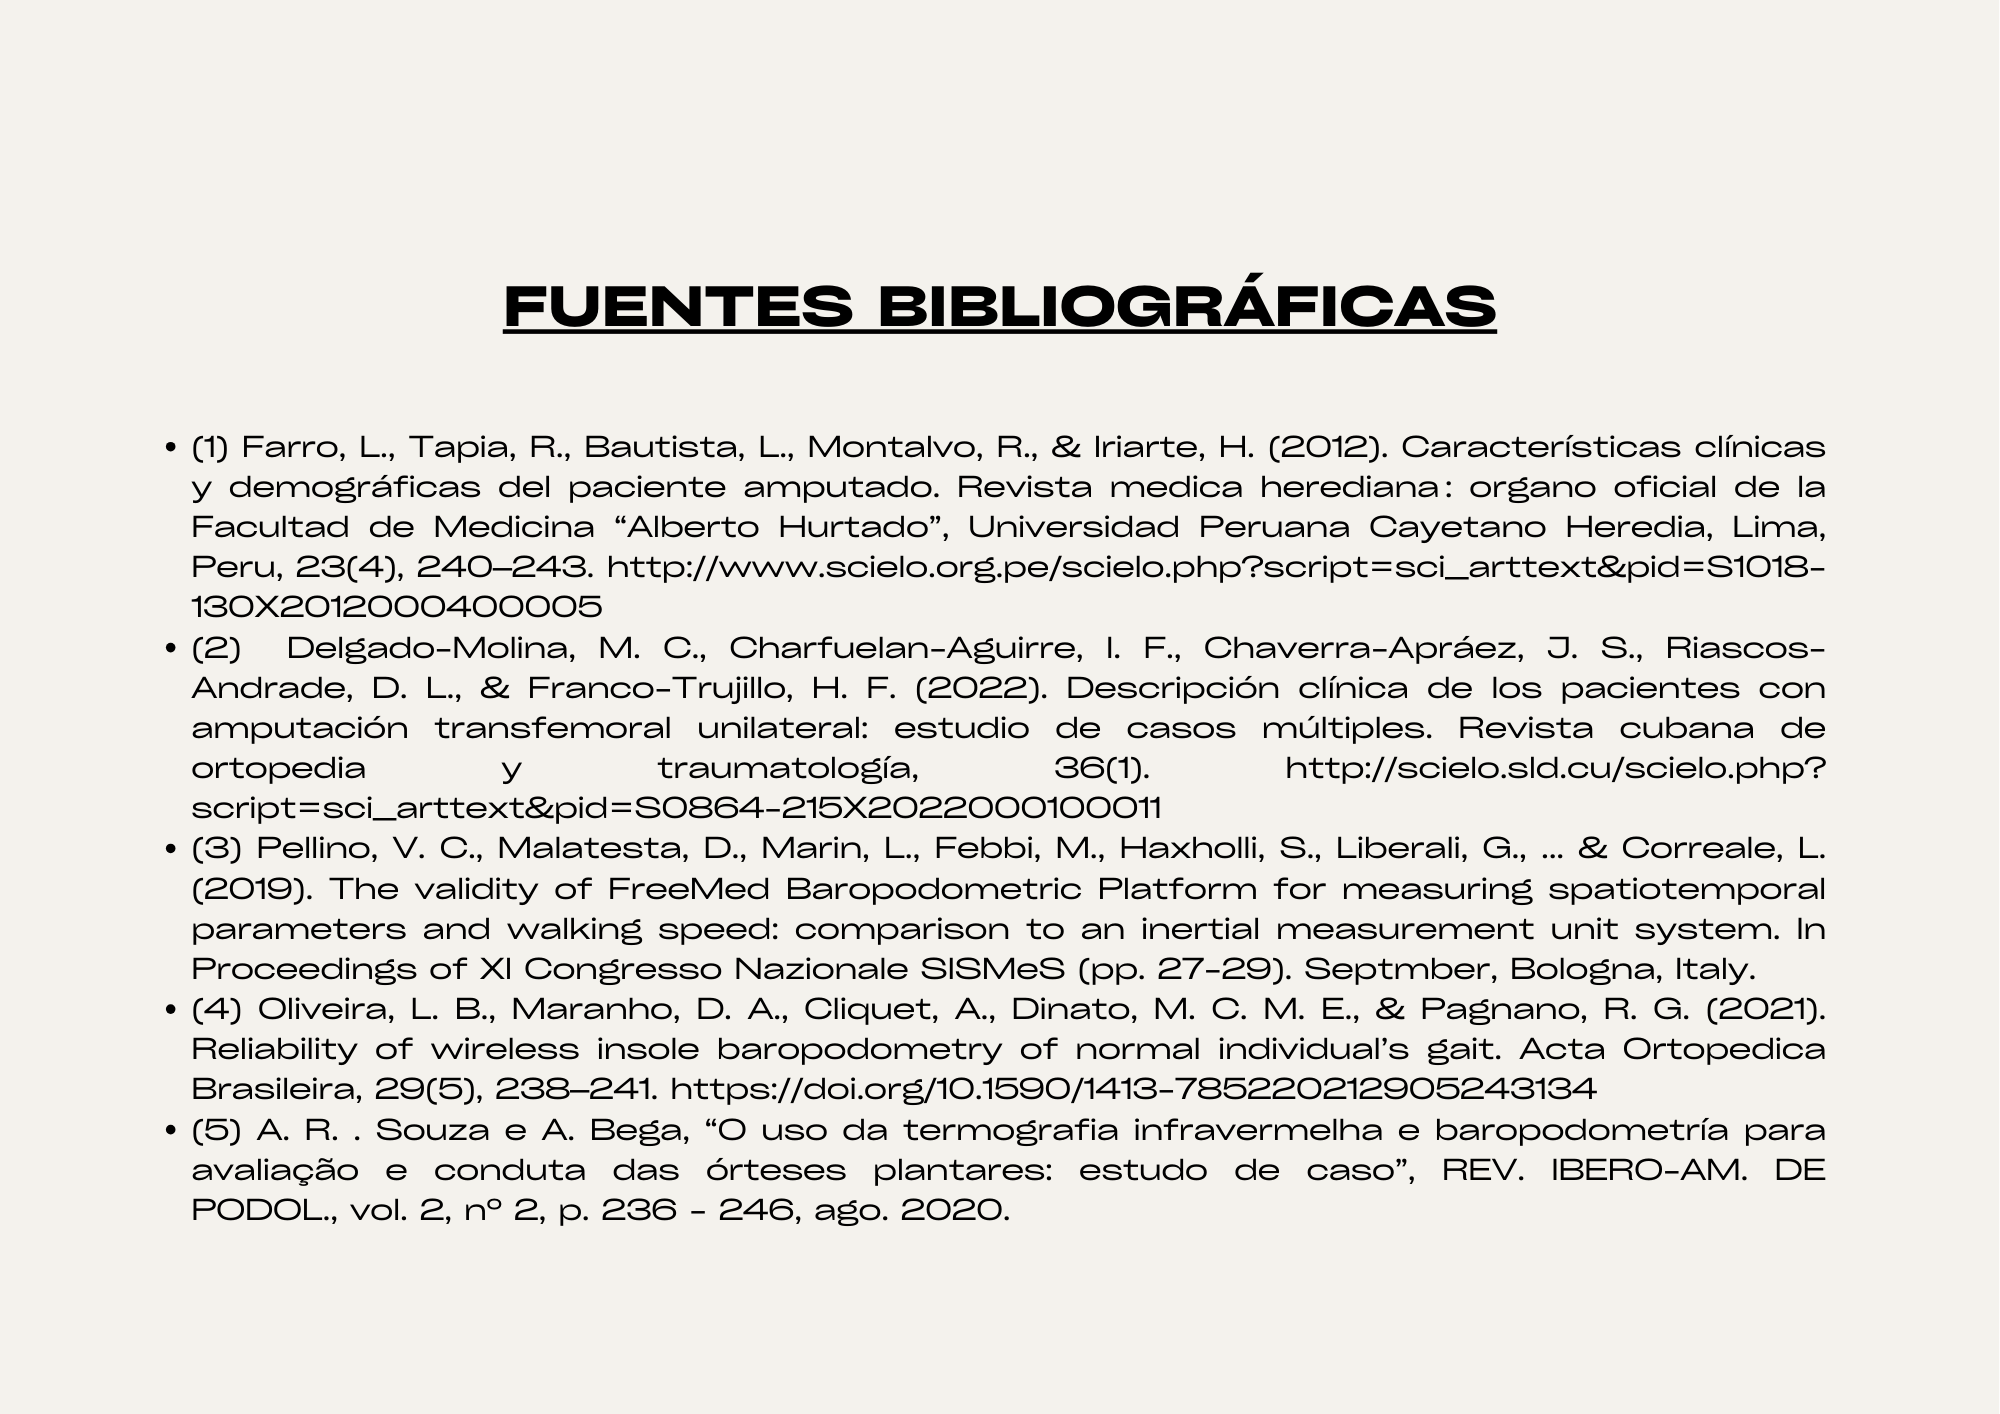 FUENTES BIBLIOGRÁFICAS
• (1) Farro, L., Tapia, R., Bautista, L., Montalvo, R., & Iriarte, H. (2012). Características clínicas
y demográficas del paciente amputado. Revista medica herediana: organo oficial de la
Facultad de Medicina “Alberto Hurtado”, Universidad Peruana Cayetano Heredia, Lima,
Peru, 23(4), 240–243. http://www.scielo.org.pe/scielo.php?script=sci_arttext&pid=S1018-
130X2012000400005
• (2) Delgado-Molina, M. C., Charfuelan-Aguirre, I. F., Chaverra-Apráez, J. S., Riascos-
Andrade, D. L., & Franco-Trujillo, H. F. (2022). Descripción clínica de los pacientes con
amputación transfemoral unilateral: estudio de casos múltiples. Revista cubana de
ortopedia y traumatología, 36(1). http://scielo.sld.cu/scielo.php?
script=sci_arttext&pid=S0864-215X2022000100011
• (3) Pellino, V. C., Malatesta, D., Marin, L., Febbi, M., Haxholli, S., Liberali, G., ... & Correale, L.
(2019). The validity of FreeMed Baropodometric Platform for measuring spatiotemporal
parameters and walking speed: comparison to an inertial measurement unit system. In
Proceedings of XI Congresso Nazionale SISMeS (pp. 27-29). Septmber, Bologna, Italy.
• (4) Oliveira, L. B., Maranho, D. A., Cliquet, A., Dinato, M. C. M. E., & Pagnano, R. G. (2021).
Reliability of wireless insole baropodometry of normal individual’s gait. Acta Ortopedica
Brasileira, 29(5), 238–241. https://doi.org/10.1590/1413-785220212905243134
• (5) A. R. . Souza e A. Bega, “O uso da termografia infravermelha e baropodometría para
avaliação e conduta das órteses plantares: estudo de caso”, REV. IBERO-AM. DE
PODOL., vol. 2, nº 2, p. 236 - 246, ago. 2020.